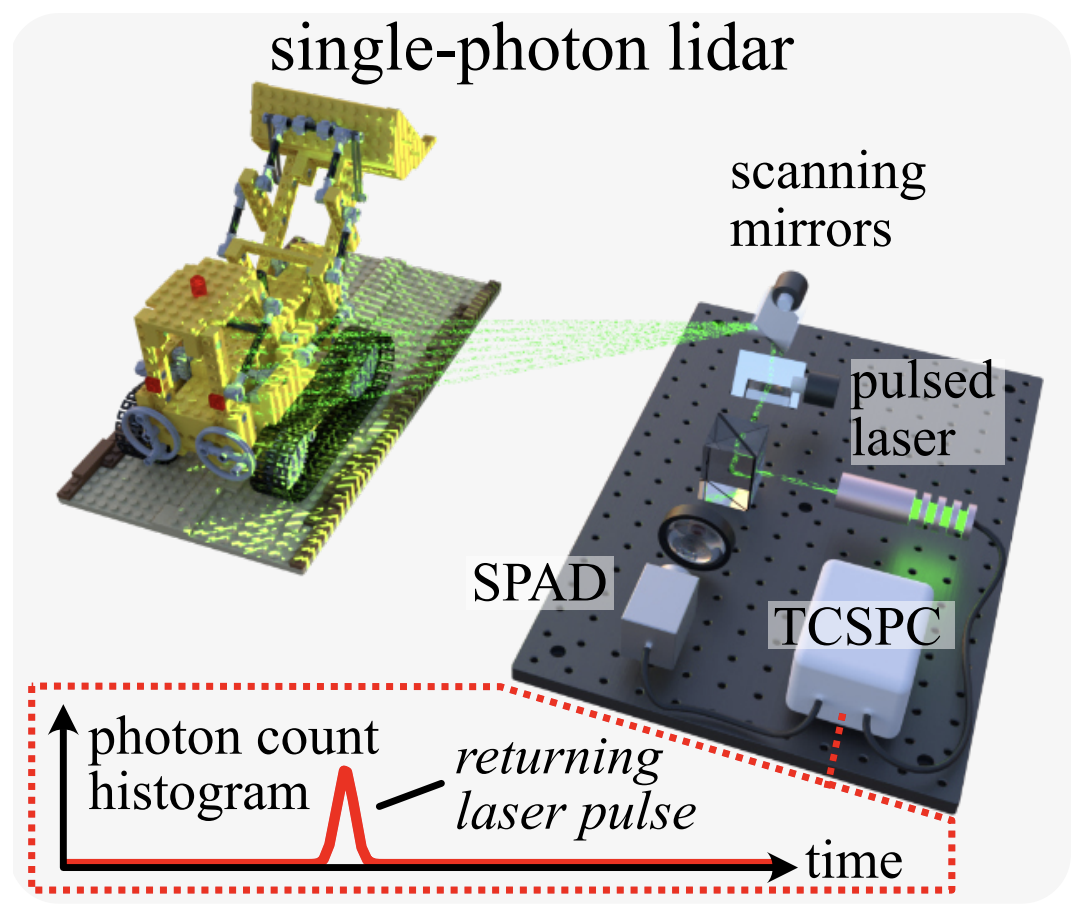 single-photon lidar
scanning
mirrors
pulsed
laser
SPAD
TCSPC
photon count
histogram
returning
laser pulse
time